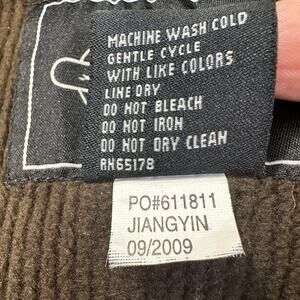 MACHINE WASH COLD
GENTLE CYCLE
WITH LIKE COLORS
LINE DRY
DO NOT BLEACH
DO NOT IRON
DO NOT DRY CLEAN
RN65178
PO#611811
JIANGYIN
09/2009